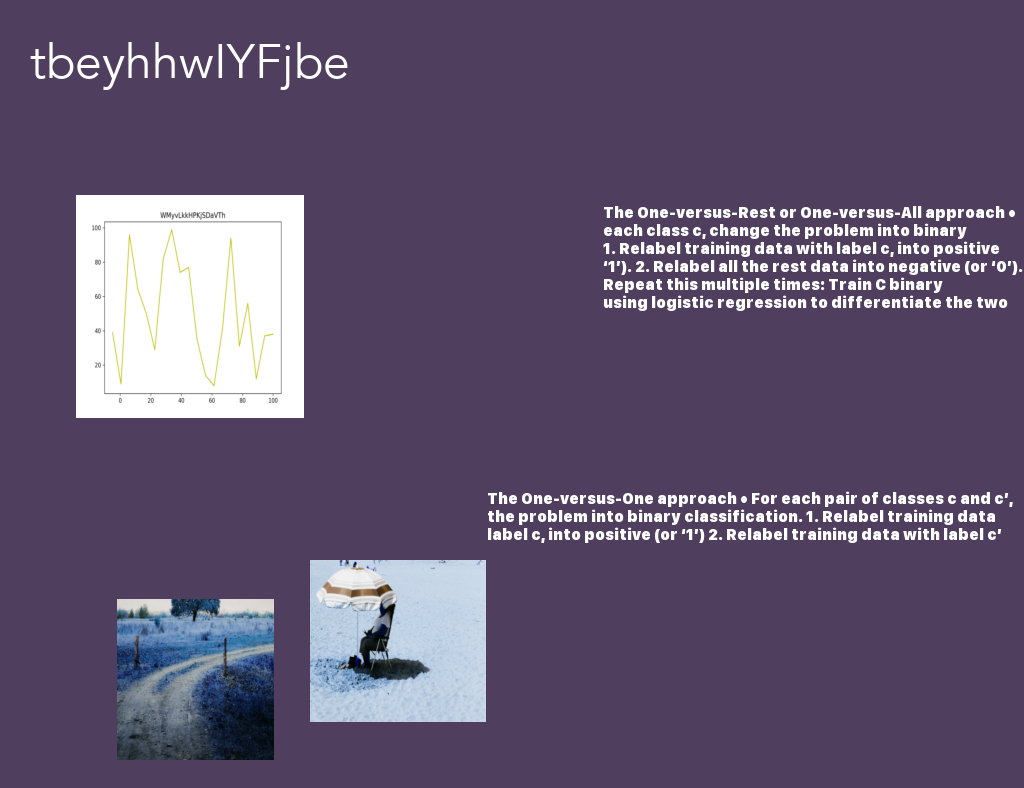 tbeyhhwIYFjbe
WMyvLkkHPKjSDaVTh
100
80
60
40
20
0 20 40 60 80 100
The One-versus-Rest or One-versus-All approach •
each class c, change the problem into binary
1. Relabel training data with label c, into positive
‘1’). 2. Relabel all the rest data into negative (or ‘0’).
Repeat this multiple times: Train C binary
using logistic regression to differentiate the two
The One-versus-One approach • For each pair of classes c and c’,
the problem into binary classification. 1. Relabel training data
label c, into positive (or ‘1’) 2. Relabel training data with label c’